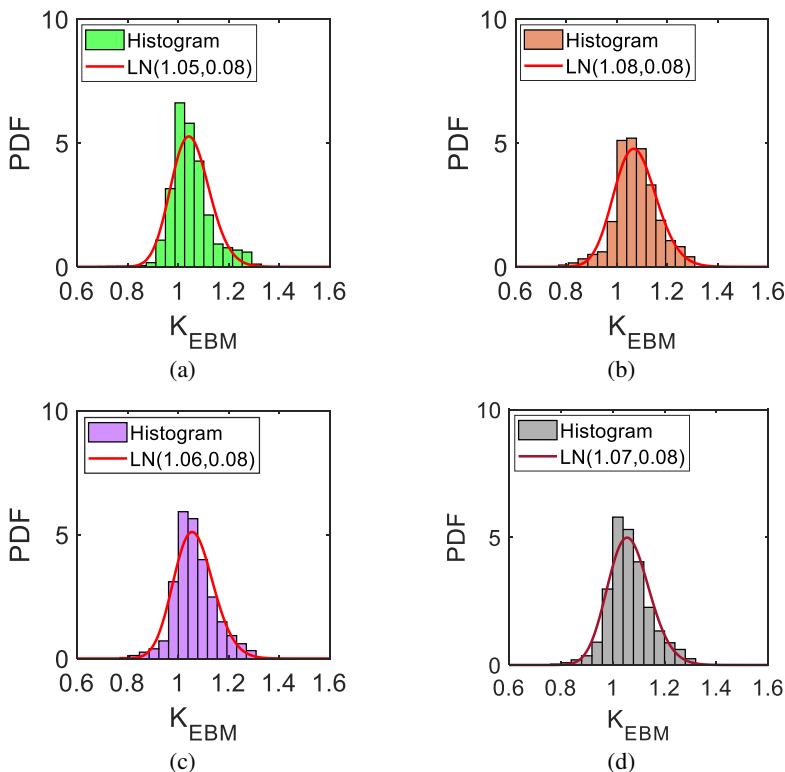 10
5
0
PDF
Histogram
LN(1.05,0.08)
0.6 0.8 1 1.2 1.4 1.6
K_EBM
(a)
10
5
0
PDF
Histogram
LN(1.08,0.08)
0.6 0.8 1 1.2 1.4 1.6
K_EBM
(b)
10
5
0
PDF
Histogram
LN(1.06,0.08)
0.6 0.8 1 1.2 1.4 1.6
K_EBM
(c)
10
5
0
PDF
Histogram
LN(1.07,0.08)
0.6 0.8 1 1.2 1.4 1.6
K_EBM
(d)